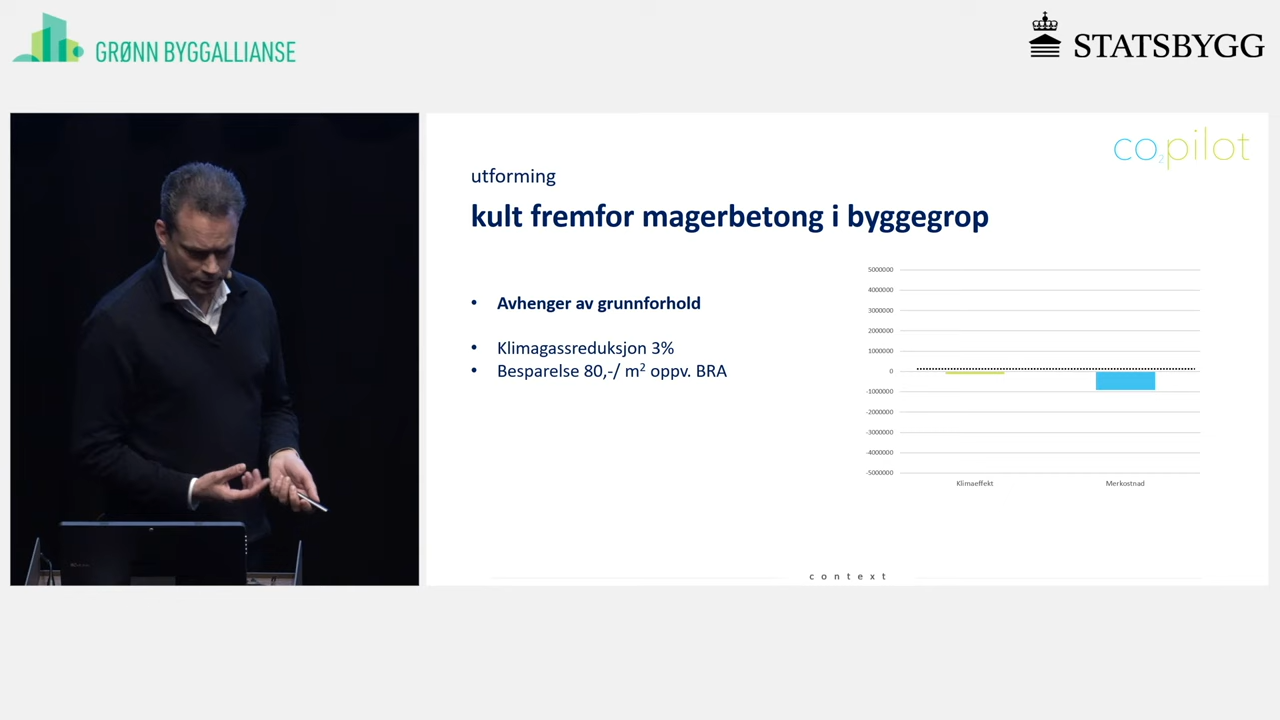 GRØNN BYGGALLIANSE
STATSBYGG
co2pilot
utforming
kult fremfor magerbetong i byggegrop
• Avhenger av grunnforhold
• Klimagassreduksjon 3%
• Besparelse 80,-/ m² oppv. BRA
5000000
4000000
3000000
2000000
1000000
0
-1000000
-2000000
-3000000
-4000000
-5000000
Klimaeffekt
Merkostnad
context